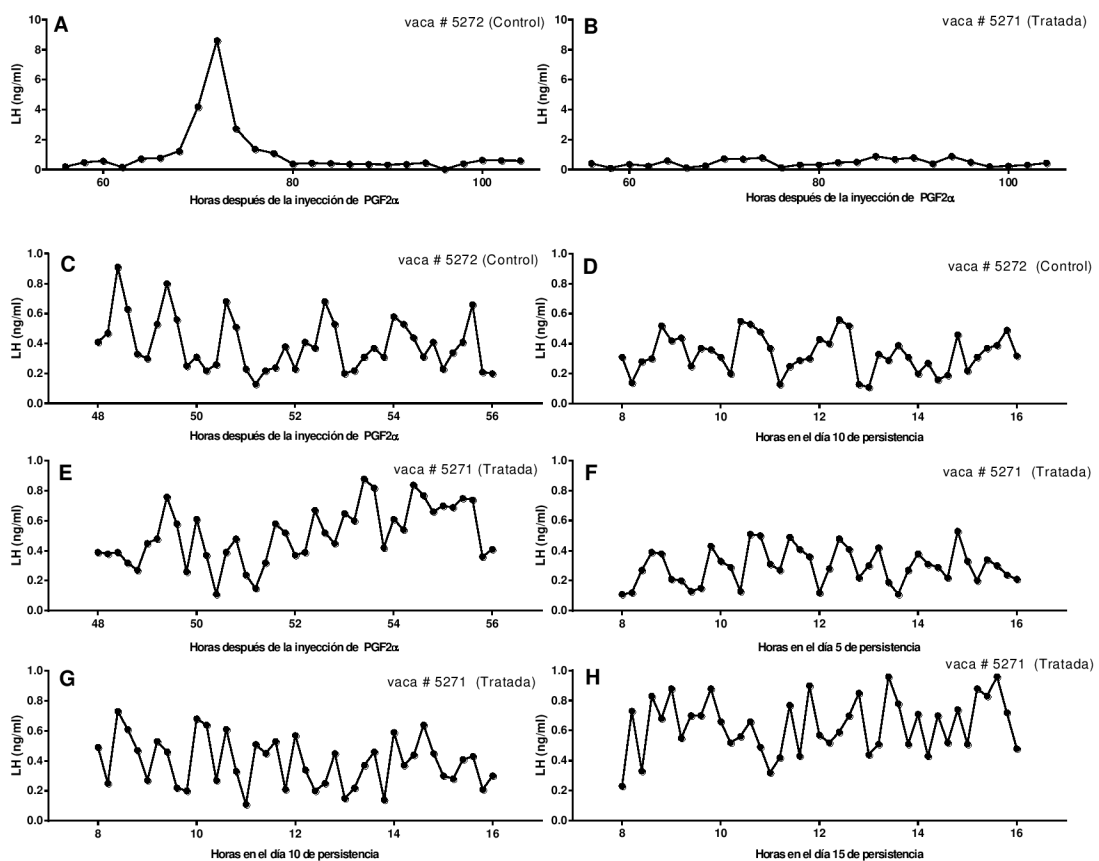 A
vaca # 5272 (Control)
10
8
6
4
2
0
LH (ng/ml)
60
80
100
Horas después de la inyección de PGF2α
B
vaca # 5271 (Tratada)
10
8
6
4
2
0
LH (ng/ml)
60
80
100
Horas después de la inyección de PGF2α
C
vaca # 5272 (Control)
1.0
0.8
0.6
0.4
0.2
0.0
LH (ng/ml)
48
50
52
54
56
Horas después de la inyección de PGF2α
D
vaca # 5272 (Control)
1.0
0.8
0.6
0.4
0.2
0.0
LH (ng/ml)
8
10
12
14
16
Horas en el día 10 de persistencia
E
vaca # 5271 (Tratada)
1.0
0.8
0.6
0.4
0.2
0.0
LH (ng/ml)
48
50
52
54
56
Horas después de la inyección de PGF2α
F
vaca # 5271 (Tratada)
1.0
0.8
0.6
0.4
0.2
0.0
LH (ng/ml)
8
10
12
14
16
Horas en el día 5 de persistencia
G
vaca # 5271 (Tratada)
1.0
0.8
0.6
0.4
0.2
0.0
LH (ng/ml)
8
10
12
14
16
Horas en el día 10 de persistencia
H
vaca # 5271 (Tratada)
1.0
0.8
0.6
0.4
0.2
0.0
LH (ng/ml)
8
10
12
14
16
Horas en el día 15 de persistencia